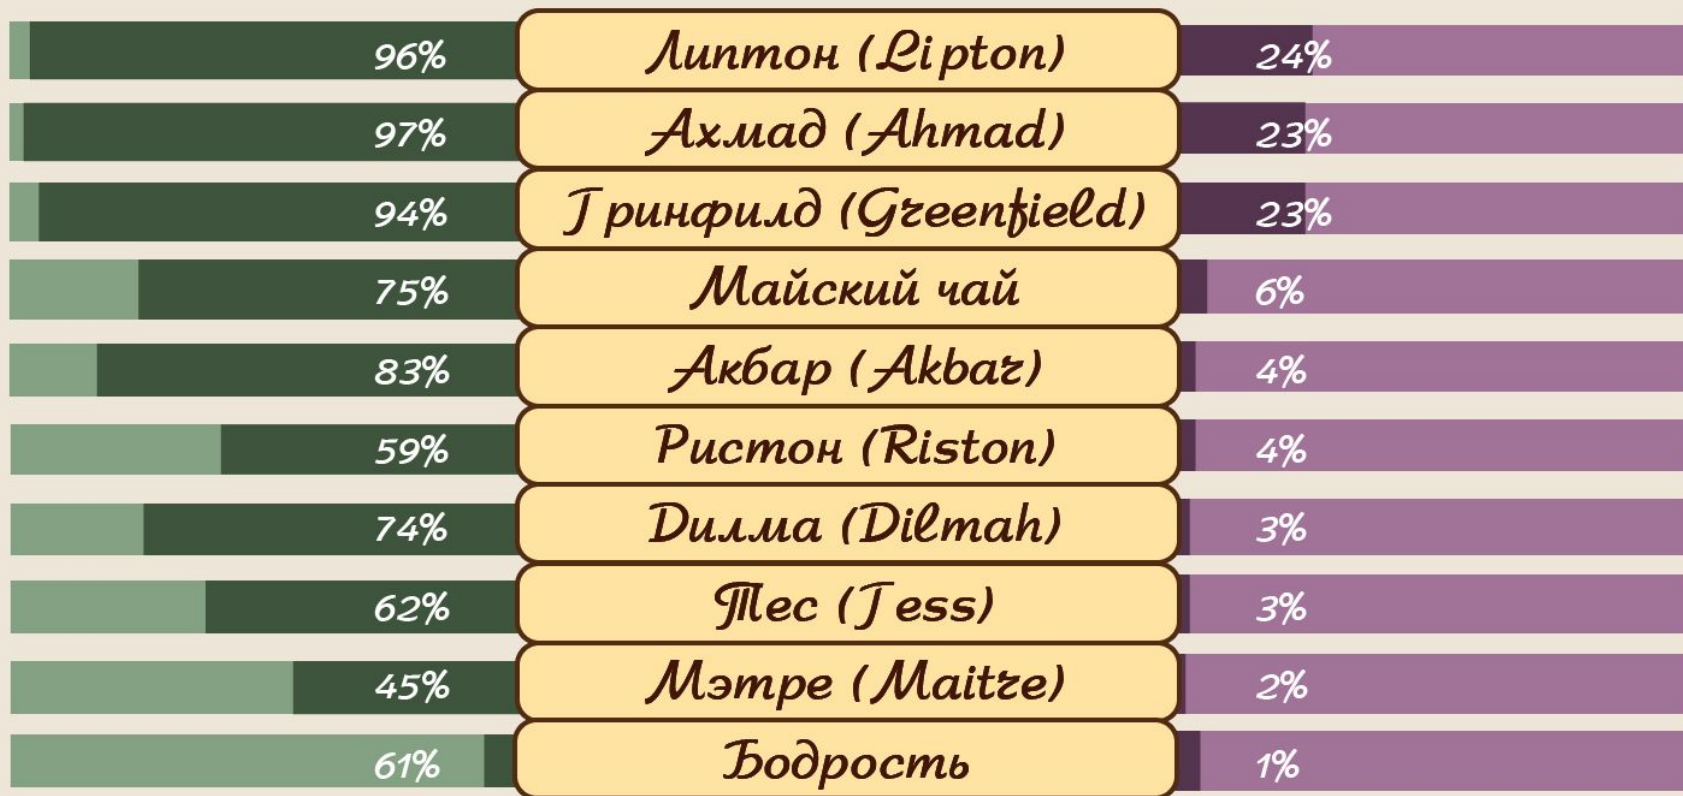 96% Липтон (Lipton) 24%
97% Ахмад (Ahmad) 23%
94% Гринфилд (Greenfield) 23%
75% Майский чай 6%
83% Акбар (Akbar) 4%
59% Ристон (Riston) 4%
74% Дилма (Dilmah) 3%
62% Тес (Tess) 3%
45% Мэтре (Maitre) 2%
61% Бодрость 1%